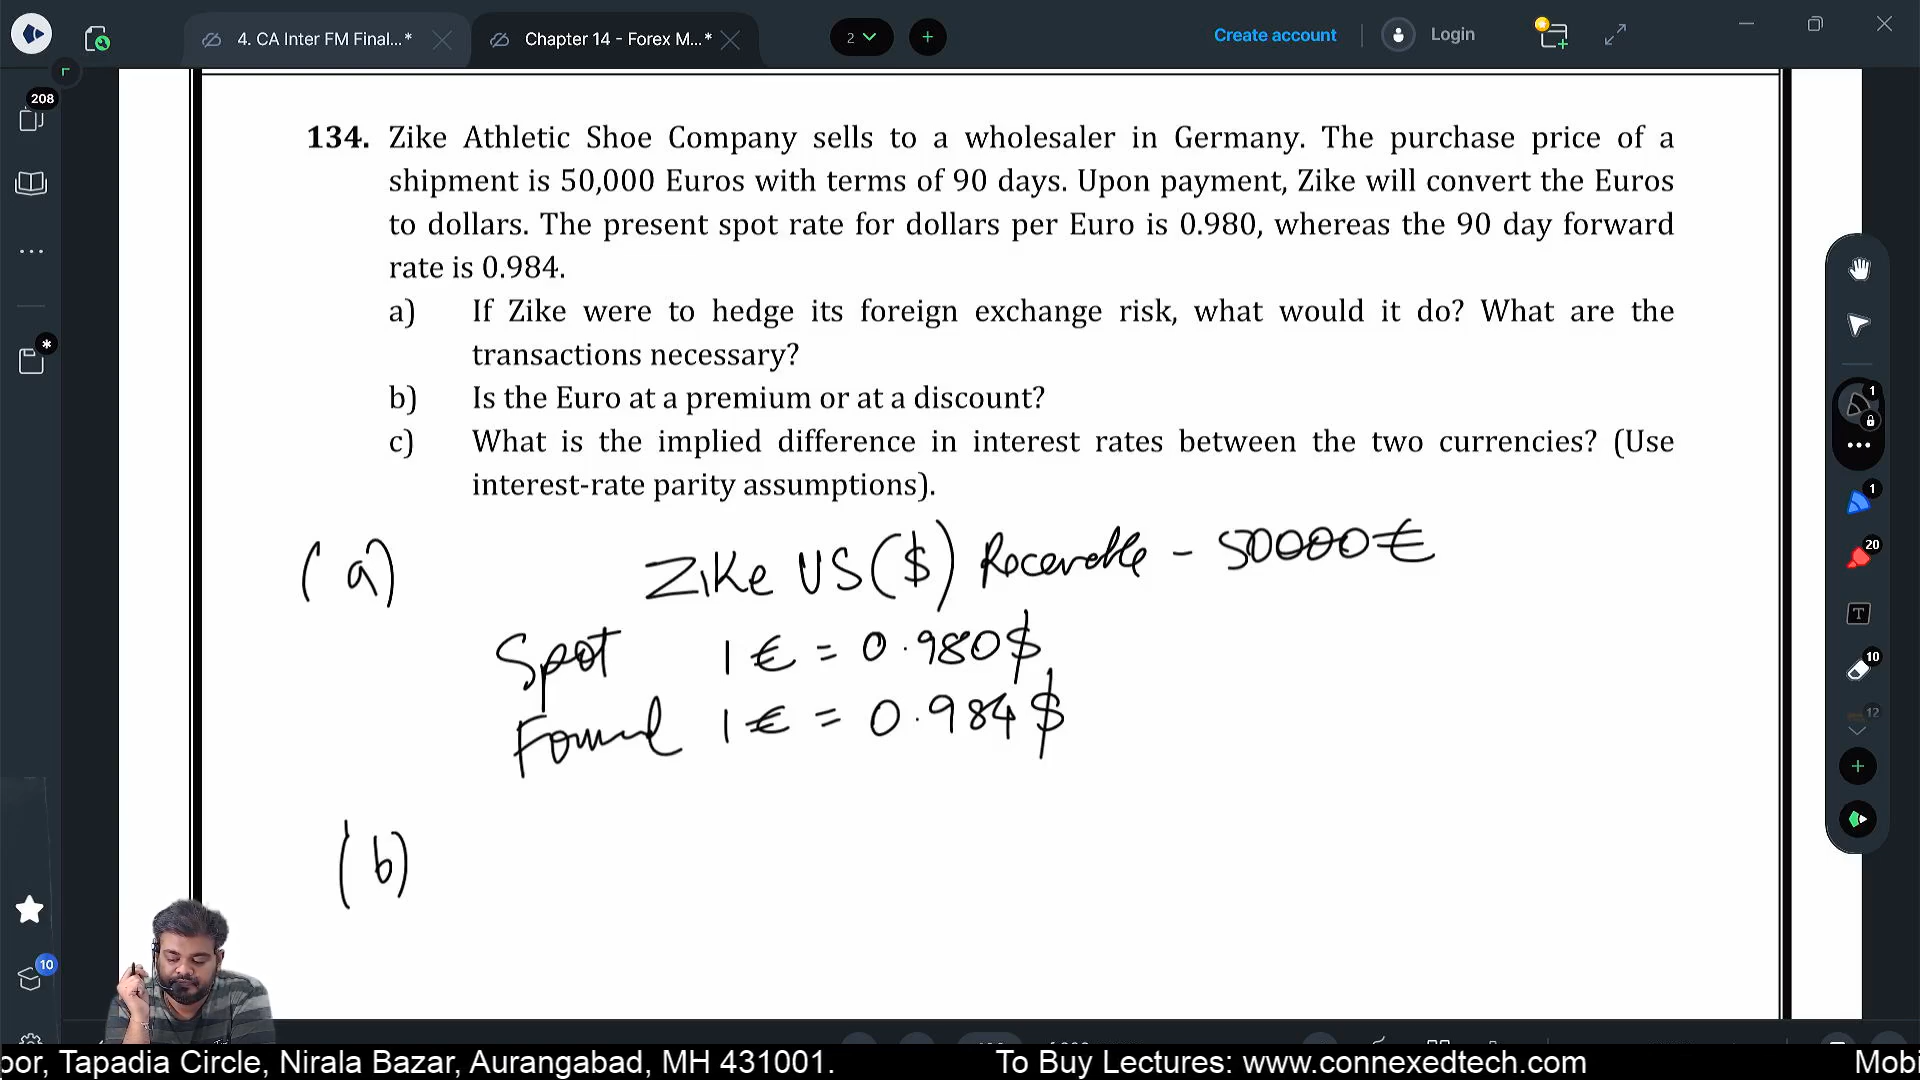 4. CA Inter FM Final...*
Chapter 14 - Forex M...*
2
Create account
Login
208
134. Zike Athletic Shoe Company sells to a wholesaler in Germany. The purchase price of a
shipment is 50,000 Euros with terms of 90 days. Upon payment, Zike will convert the Euros
to dollars. The present spot rate for dollars per Euro is 0.980, whereas the 90 day forward
rate is 0.984.
a) If Zike were to hedge its foreign exchange risk, what would it do? What are the
transactions necessary?
b) Is the Euro at a premium or at a discount?
c) What is the implied difference in interest rates between the two currencies? (Use
interest-rate parity assumptions).
(a) Zike US($) Receivable - 50000€
Spot 1 € = 0.980$
Forward 1 € = 0.984$
(b)
1
1
20
T
10
12
10
oor, Tapadia Circle, Nirala Bazar, Aurangabad, MH 431001. To Buy Lectures: www.connexedtech.com Mobi